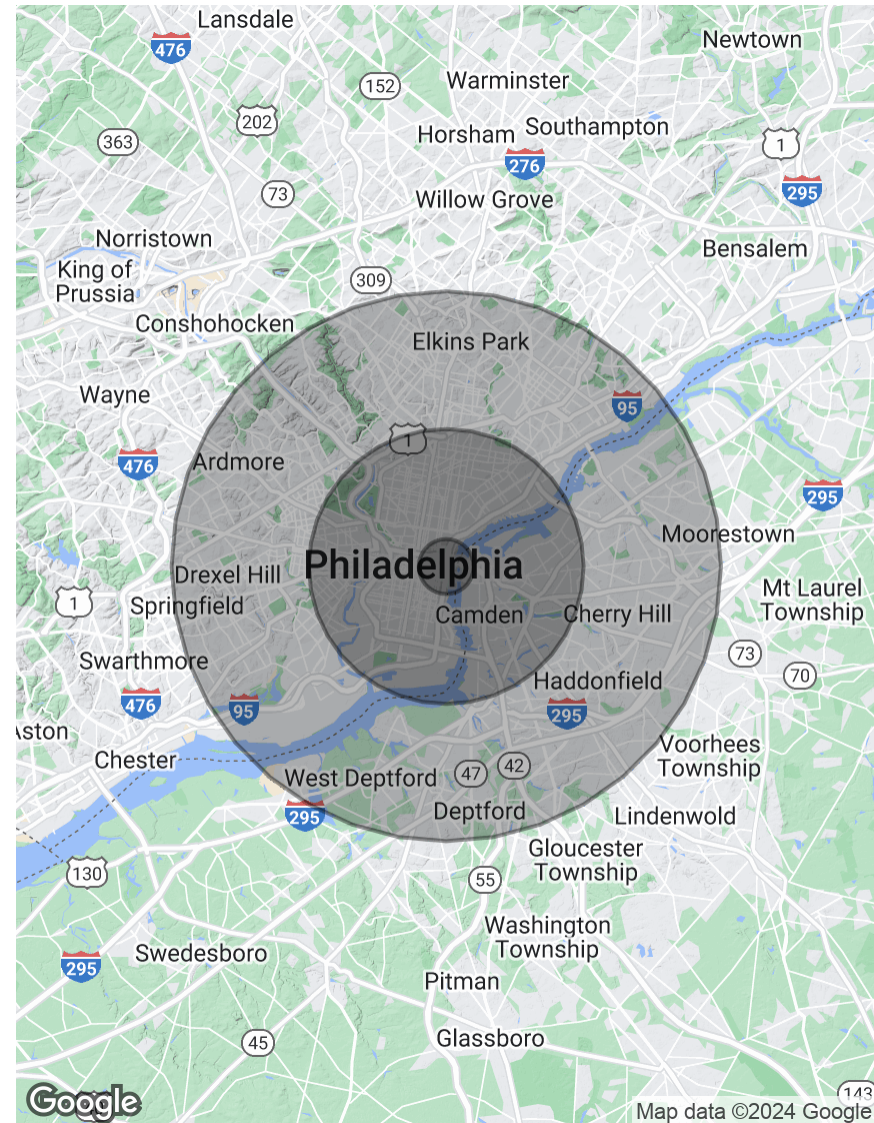 Lansdale
476
Newtown
152
Warminster
202
363
Horsham
Southampton
1
276
295
73
Willow Grove
Norristown
Bensalem
King of
Prussia
309
Conshohocken
Elkins Park
Wayne
95
1
476
Ardmore
295
Moorestown
Philadelphia
Drexel Hill
1
Springfield
Camden
Cherry Hill
Mt Laurel
Township
Swarthmore
73
70
Haddonfield
476
95
295
Aston
Chester
Voorhees
Township
West Deptford
47
42
295
Deptford
Lindenwold
Gloucester
Township
130
55
Washington
Township
Swedesboro
295
Pitman
Glassboro
45
143
Google
Map data ©2024 Google